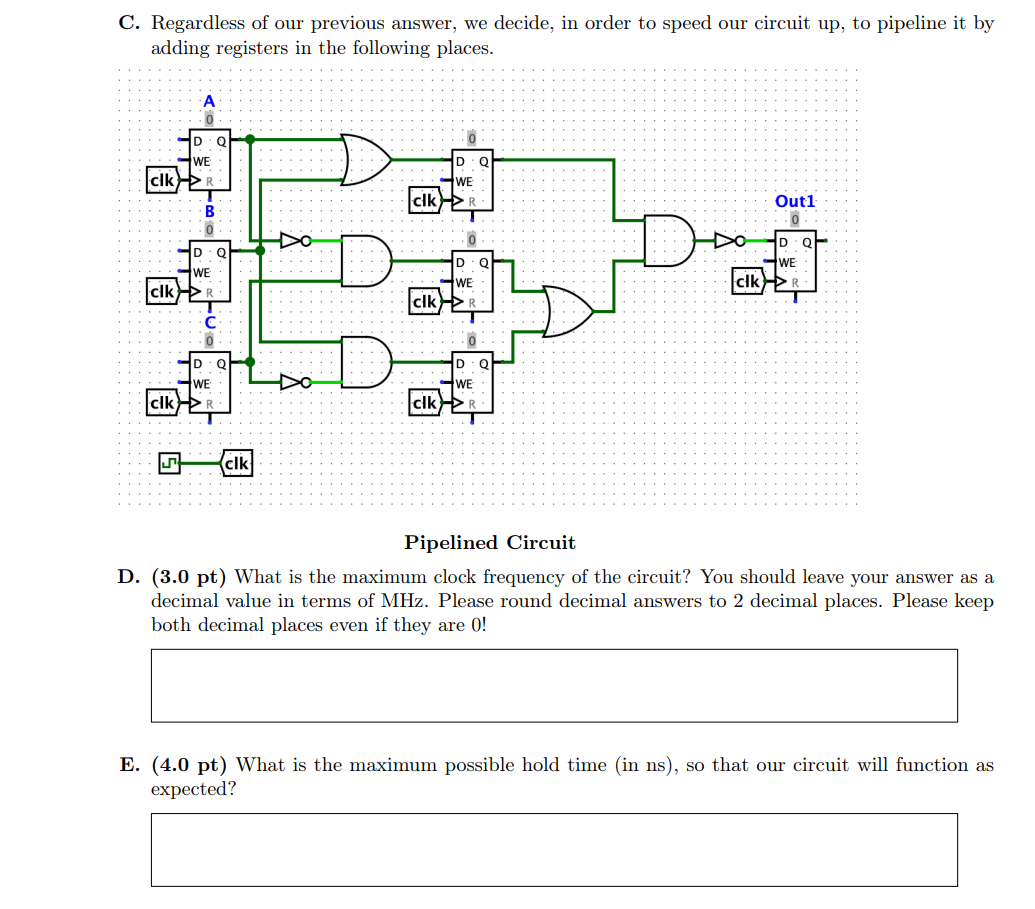 C. Regardless of our previous answer, we decide, in order to speed our circuit up, to pipeline it by
adding registers in the following places.
A
0
D Q
WE
clk R
B
0
D Q
WE
clk R
C
0
D Q
WE
clk R
clk
0
D Q
WE
clk R
0
D Q
WE
clk R
0
D Q
WE
clk R
Out1
0
D Q
WE
clk R
Pipelined Circuit
D. (3.0 pt) What is the maximum clock frequency of the circuit? You should leave your answer as a
decimal value in terms of MHz. Please round decimal answers to 2 decimal places. Please keep
both decimal places even if they are 0!
E. (4.0 pt) What is the maximum possible hold time (in ns), so that our circuit will function as
expected?